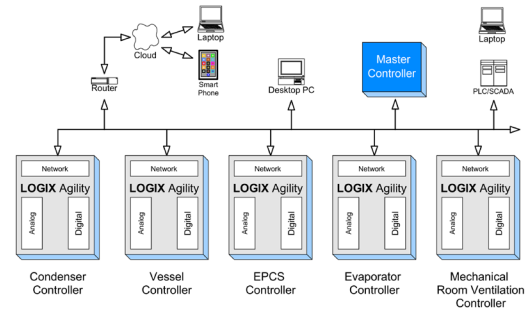 Laptop
Cloud
Smart
Phone
Router
Desktop PC
Master
Controller
Laptop
PLC/SCADA
Network
LOGIX Agility
Analog
Digital
Network
LOGIX Agility
Analog
Digital
Network
LOGIX Agility
Analog
Digital
Network
LOGIX Agility
Analog
Digital
Network
LOGIX Agility
Analog
Digital
Condenser
Controller
Vessel
Controller
EPCS
Controller
Evaporator
Controller
Mechanical
Room Ventilation
Controller